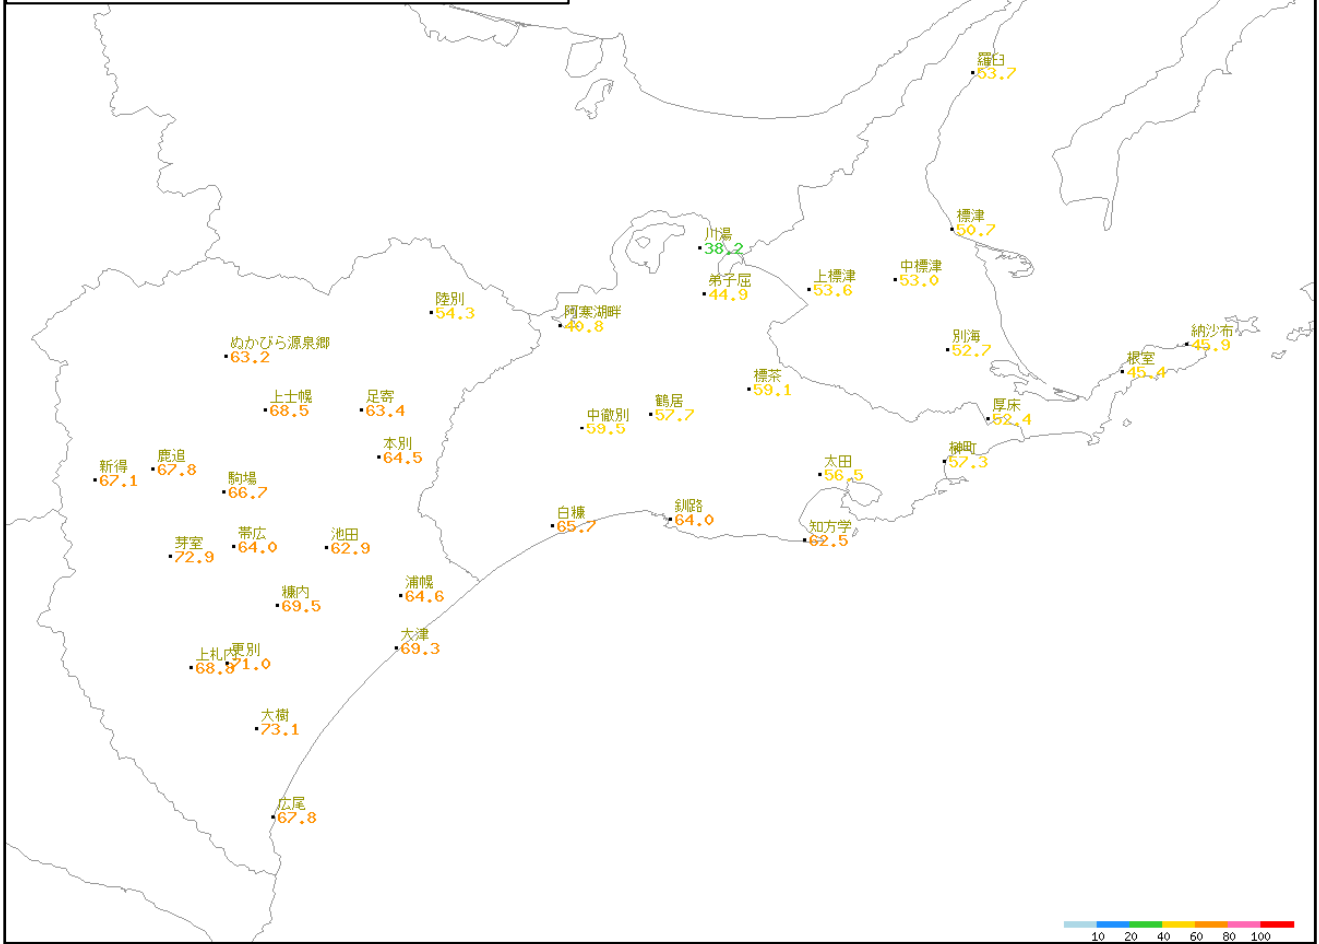 羅臼
53.7
標津
50.7
川湯
38.2
中標津
53.0
上標津
53.6
弟子屈
44.9
陸別
54.3
阿寒湖畔
40.8
納沙布
45.9
ぬかびら源泉郷
63.2
別海
52.7
根室
45.4
標茶
59.1
上士幌
68.5
足寄
63.4
鶴居
57.7
厚床
52.4
中徹別
59.5
本別
64.5
榊町
57.3
鹿追
67.8
新得
67.1
太田
56.5
駒場
66.7
釧路
64.0
白糠
65.7
知方学
62.5
帯広
64.0
池田
62.9
芽室
72.9
浦幌
64.6
糠内
69.5
大津
69.3
更別
71.0
上札内
68.8
大樹
73.1
広尾
67.8
10 20 40 60 80 100